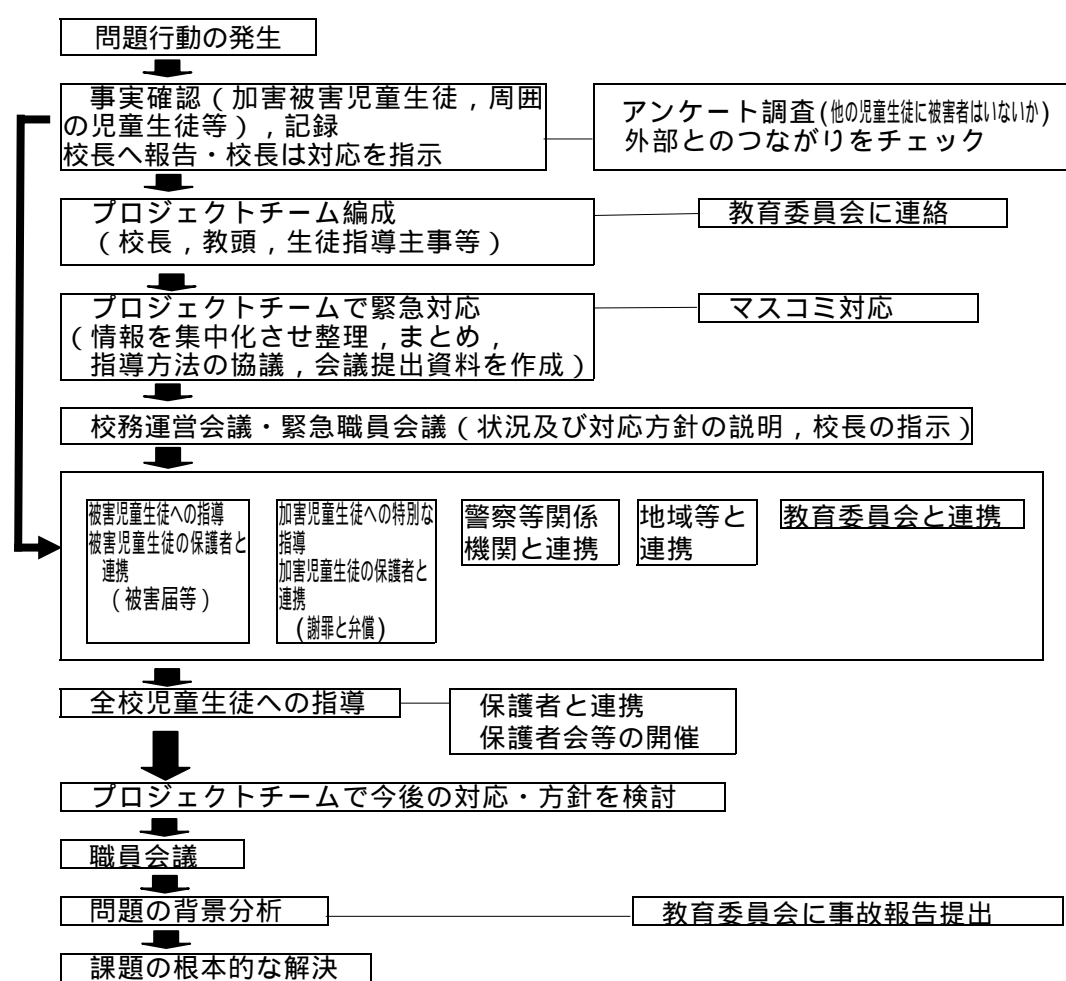 問題行動の発生
事実確認(加害被害児童生徒,周囲
の児童生徒等),記録
校長へ報告・校長は対応を指示
アンケート調査(他の児童生徒に被害者はいないか)
外部とのつながりをチェック
プロジェクトチーム編成
(校長,教頭,生徒指導主事等)
教育委員会に連絡
プロジェクトチームで緊急対応
(情報を集中化させ整理,まとめ,
指導方法の協議,会議提出資料を作成)
マスコミ対応
校務運営会議・緊急職員会議(状況及び対応方針の説明,校長の指示)
被害児童生徒への指導
被害児童生徒の保護者と
連携
(被害届等)
加害児童生徒への特別な
指導
加害児童生徒の保護者と
連携
(謝罪と弁償)
警察等関係
機関と連携
地域等と
連携
教育委員会と連携
全校児童生徒への指導
保護者と連携
保護者会等の開催
プロジェクトチームで今後の対応・方針を検討
職員会議
問題の背景分析
教育委員会に事故報告提出
課題の根本的な解決